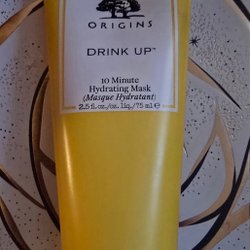 ORIGINS
DRINK UP™
10 Minute
Hydrating Mask
(Masque Hydratant)
2.5 fl.oz./oz. liq./75 ml ℮